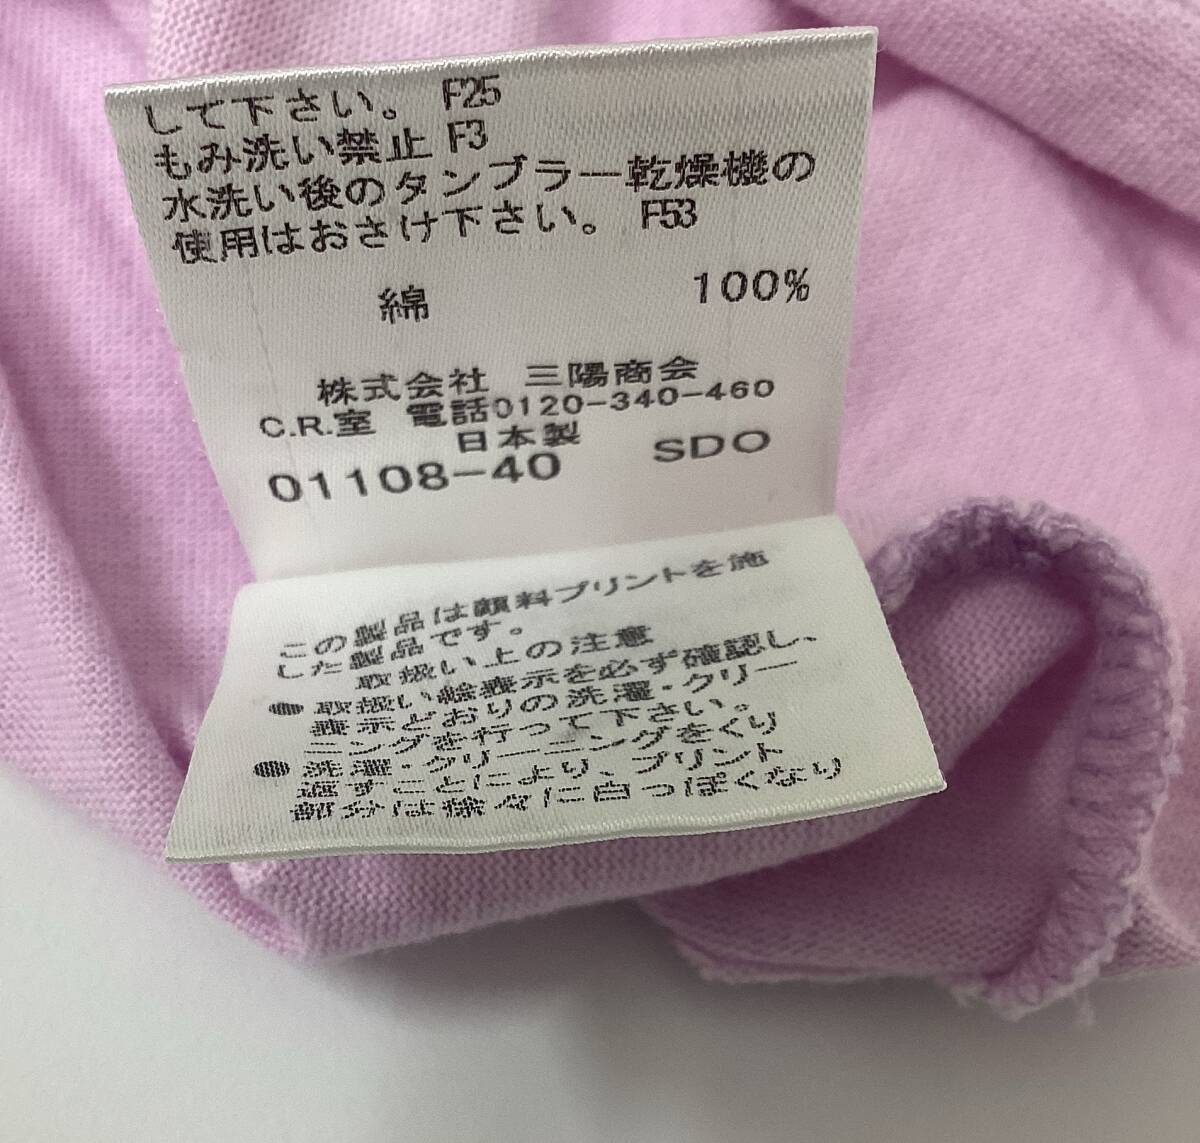 して下さい。 F25
もみ洗い禁止 F3
水洗い後のタンブラー乾燥機の
使用はおさけ下さい。 F53
綿 100%
株式会社 三陽商会
C.R.室 電話0120-340-460
日本製
01108-40 SDO
この製品は顔料プリントを施
した製品です。
取扱い上の注意
●取扱い絵表示を必ず確認し、
表示どおりの洗濯・クリー
ニングを行って下さい。
●洗濯・クリーニングをくり
返すことにより、プリント
部分は徐々に白っぽくなり